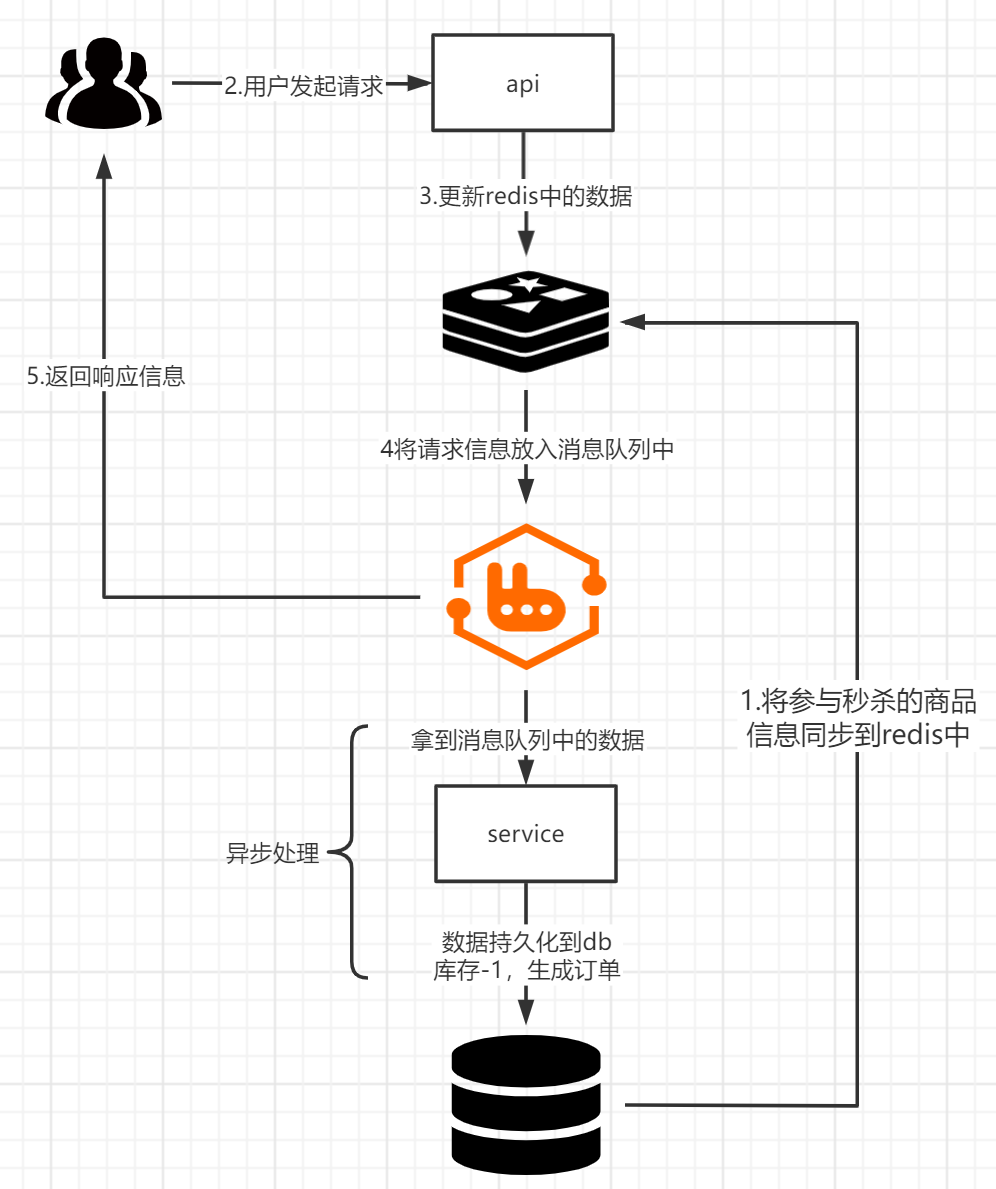 2.用户发起请求
api
3.更新redis中的数据
5.返回响应信息
4将请求信息放入消息队列中
1.将参与秒杀的商品
信息同步到redis中
拿到消息队列中的数据
service
异步处理
数据持久化到db
库存-1，生成订单